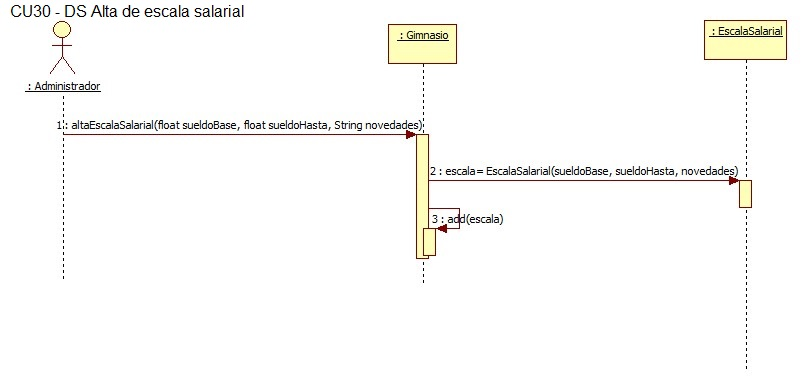 CU30 - DS Alta de escala salarial
: Gimnasio
: EscalaSalarial
: Administrador
1 : altaEscalaSalarial(float sueldoBase, float sueldoHasta, String novedades)
2 : escala= EscalaSalarial(sueldoBase, sueldoHasta, novedades)
3 : add(escala)